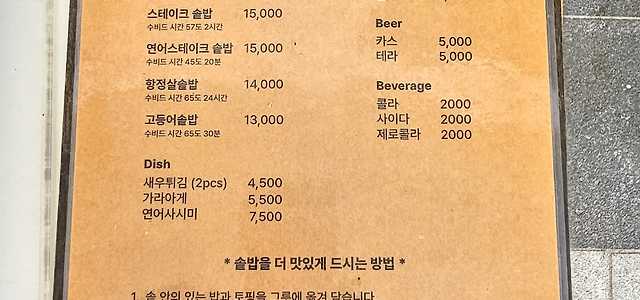 스테이크 솥밥 15,000
수비드 시간 57도 2시간
연어스테이크 솥밥 15,000
수비드 시간 45도 20분
항정살솥밥 14,000
수비드 시간 65도 24시간
고등어솥밥 13,000
수비드 시간 65도 30분
Dish
새우튀김 (2pcs) 4,500
가라아게 5,500
연어사시미 7,500
Beer
카스 5,000
테라 5,000
Beverage
콜라 2000
사이다 2000
제로콜라 2000
* 솥밥을 더 맛있게 드시는 방법 *
1. 솥 안의 있는 밥과 토핑을 그릇에 옮겨 담습니다